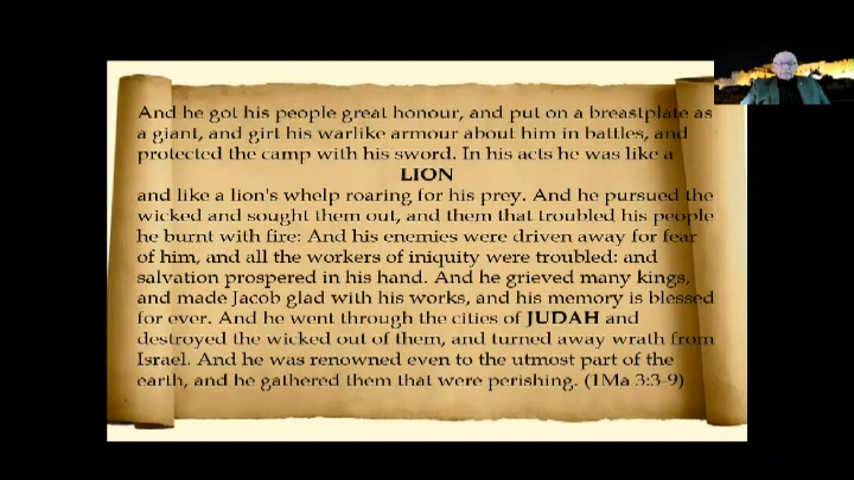 And he got his people great honour, and put on a breastplate as
a giant, and girt his warlike armour about him in battles, and
protected the camp with his sword. In his acts he was like a
LION
and like a lion's whelp roaring for his prey. And he pursued the
wicked and sought them out, and them that troubled his people
he burnt with fire: And his enemies were driven away for fear
of him, and all the workers of iniquity were troubled: and
salvation prospered in his hand. And he grieved many kings,
and made Jacob glad with his works, and his memory is blessed
for ever. And he went through the cities of JUDAH and
destroyed the wicked out of them, and turned away wrath from
Israel. And he was renowned even to the utmost part of the
earth, and he gathered them that were perishing. (1Ma 3:3-9)